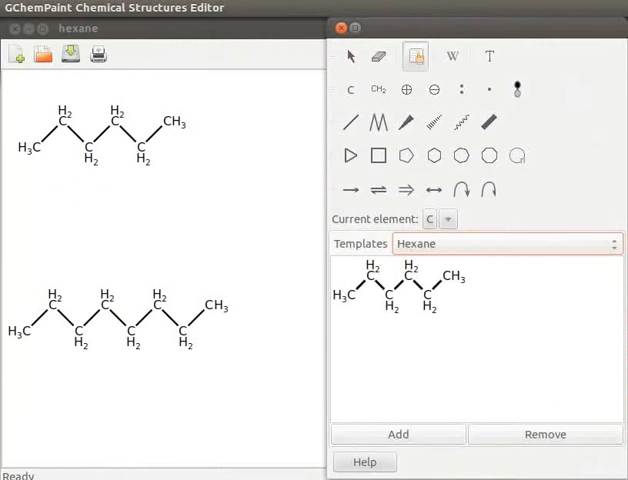 GChemPaint Chemical Structures Editor
hexane
W T
C CH₂
Current element: C
Templates Hexane
H₂ H₂
C C CH₃
H₃C C C
H₂ H₂
H₂ H₂ H₂
C C C CH₃
H₃C C C C
H₂ H₂ H₂
H₂ H₂
C C CH₃
H₃C C C
H₂ H₂
Add Remove
Help
Ready